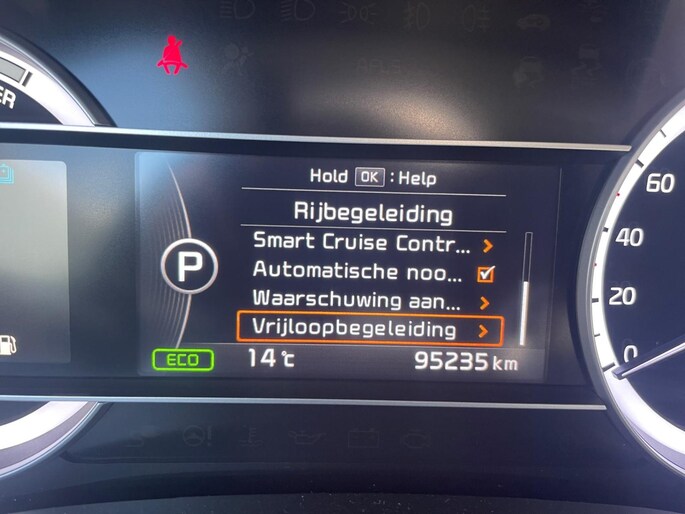 Hold OK : Help
Rijbegeleiding
Smart Cruise Contr...
Automatische noo...
Waarschuwing aan...
Vrijloopbegeleiding
P
ECO 14°C 95235 km
ER
60
40
20
0